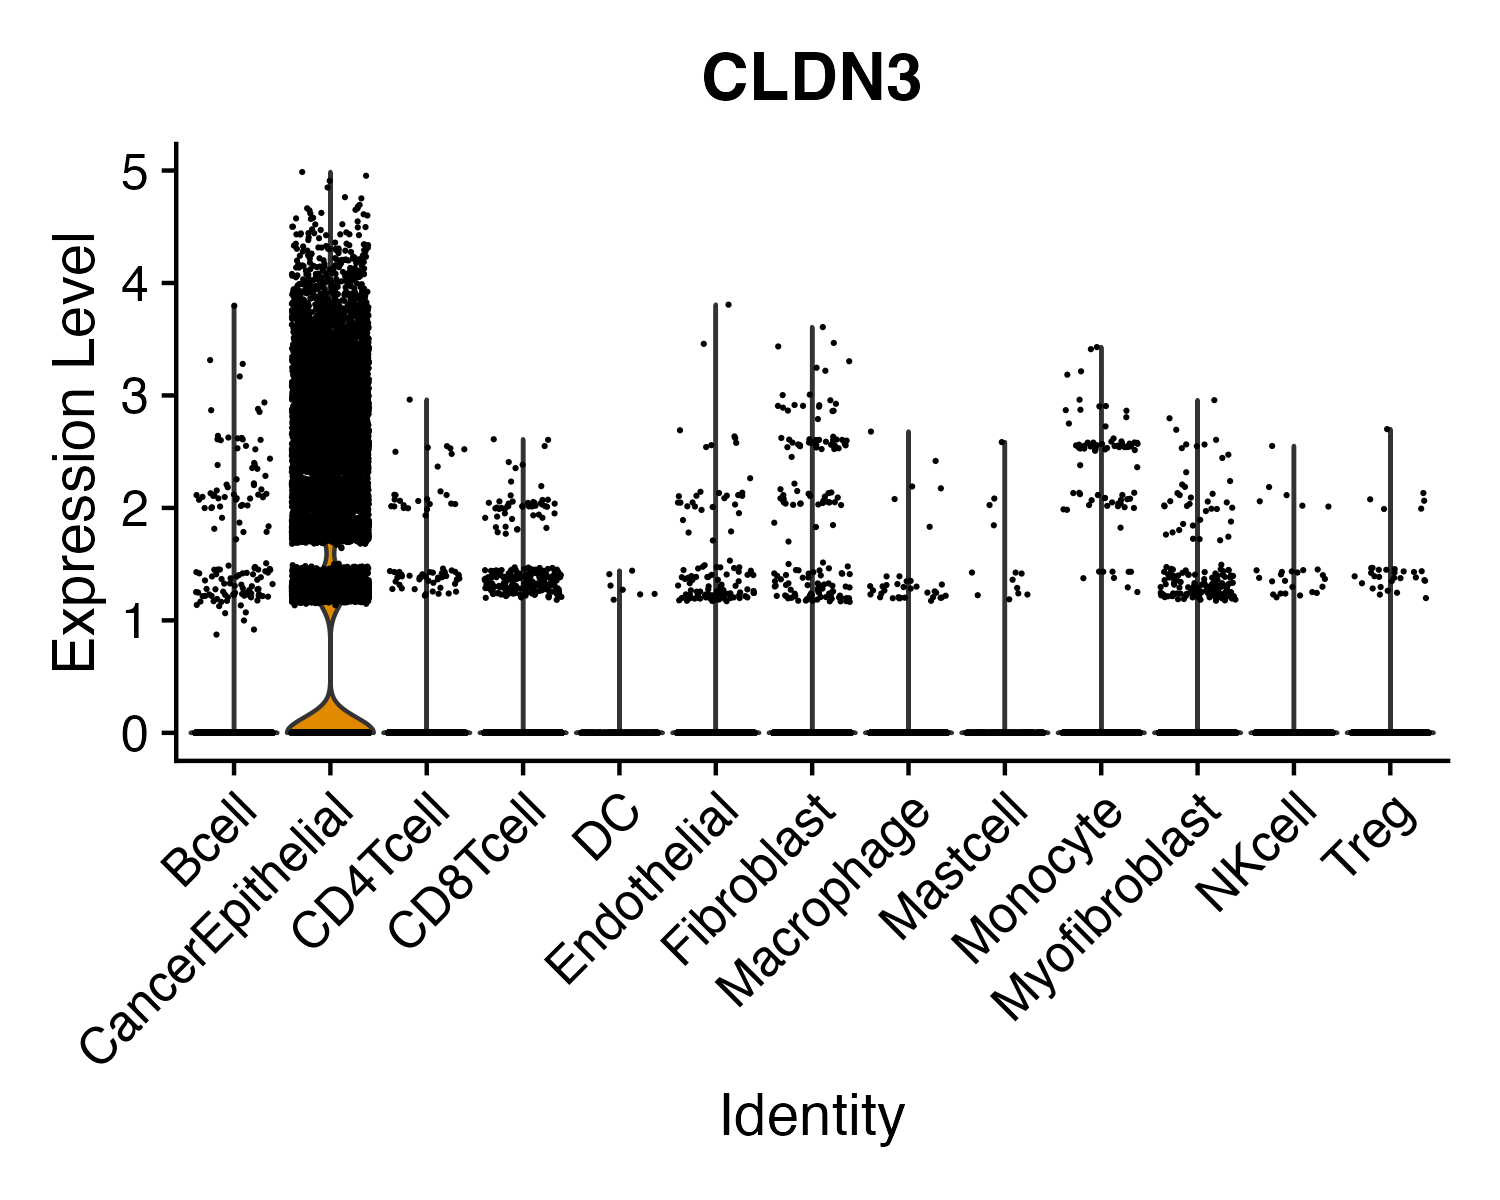 CLDN3
Expression Level
5
4
3
2
1
0
Bcell
CancerEpithelial
CD4Tcell
CD8Tcell
DC
Endothelial
Fibroblast
Macrophage
Mastcell
Monocyte
Myofibroblast
NKcell
Treg
Identity